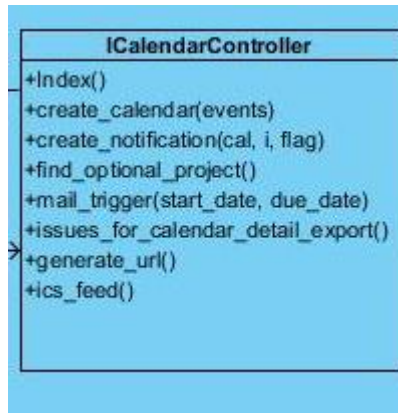 ICalendarController
+Index()
+create_calendar(events)
+create_notification(cal, i, flag)
+find_optional_project()
+mail_trigger(start_date, due_date)
+issues_for_calendar_detail_export()
+generate_url()
+ics_feed()